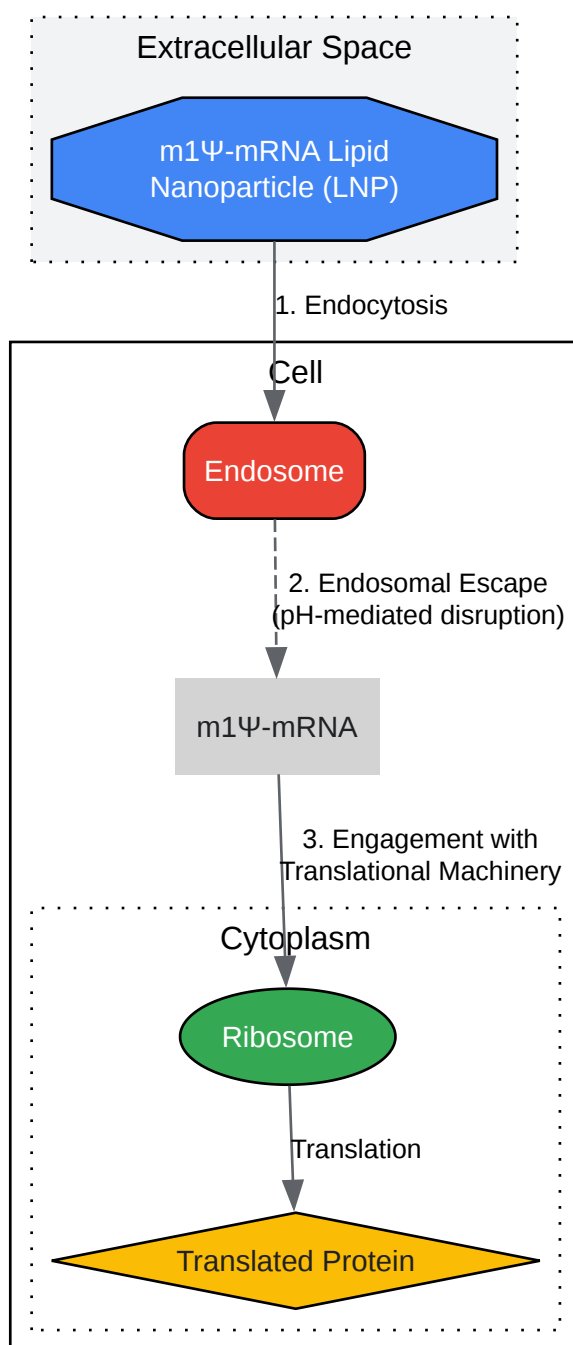 Extracellular Space
m1Ψ-mRNA Lipid
Nanoparticle (LNP)
1. Endocytosis
Cell
Endosome
2. Endosomal Escape
(pH-mediated disruption)
m1Ψ-mRNA
3. Engagement with
Translational Machinery
Cytoplasm
Ribosome
Translation
Translated Protein